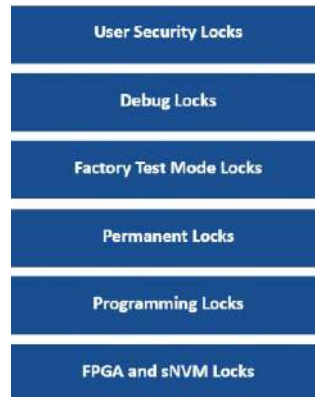 User Security Locks
Debug Locks
Factory Test Mode Locks
Permanent Locks
Programming Locks
FPGA and sNVM Locks